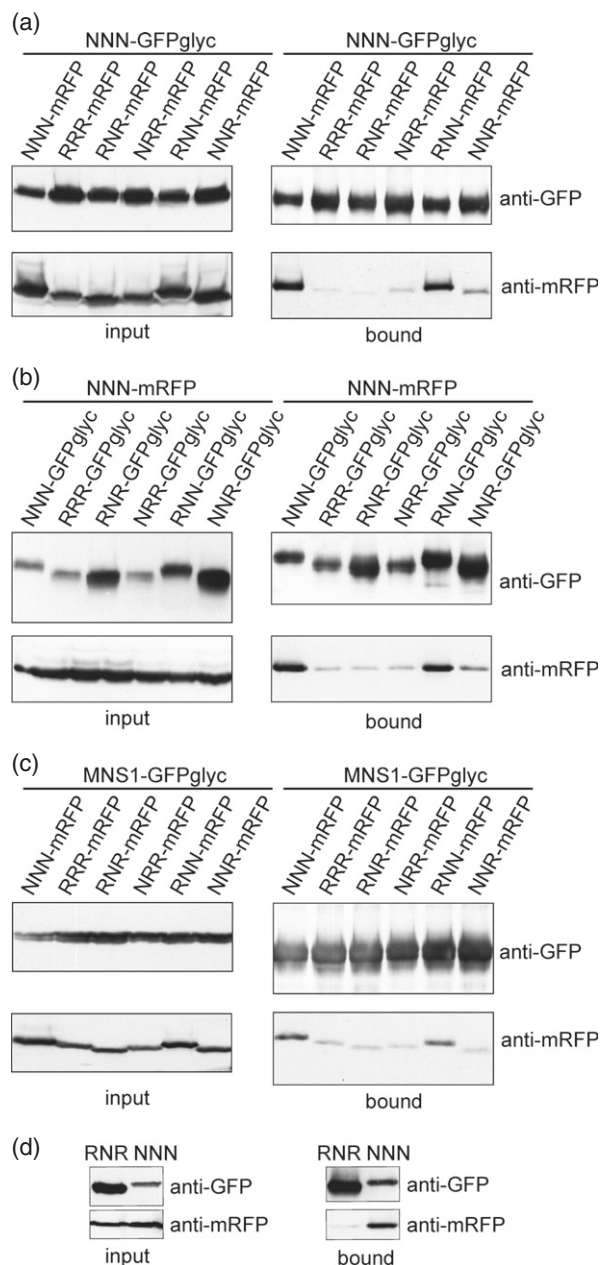 (a)
NNN-GFPglyc NNN-GFPglyc
NNN-mRFP RRR-mRFP RNR-mRFP NRR-mRFP RNN-mRFP NNR-mRFP NNN-mRFP RRR-mRFP RNR-mRFP NRR-mRFP RNN-mRFP NNR-mRFP
anti-GFP
anti-mRFP
input bound
(b)
NNN-mRFP NNN-mRFP
NNN-GFPglyc RRR-GFPglyc RNR-GFPglyc NRR-GFPglyc RNN-GFPglyc NNR-GFPglyc NNN-GFPglyc RRR-GFPglyc RNR-GFPglyc NRR-GFPglyc RNN-GFPglyc NNR-GFPglyc
anti-GFP
anti-mRFP
input bound
(c)
MNS1-GFPglyc MNS1-GFPglyc
NNN-mRFP RRR-mRFP RNR-mRFP NRR-mRFP RNN-mRFP NNR-mRFP NNN-mRFP RRR-mRFP RNR-mRFP NRR-mRFP RNN-mRFP NNR-mRFP
anti-GFP
anti-mRFP
input bound
(d)
RNR NNN RNR NNN
anti-GFP anti-GFP
anti-mRFP anti-mRFP
input bound